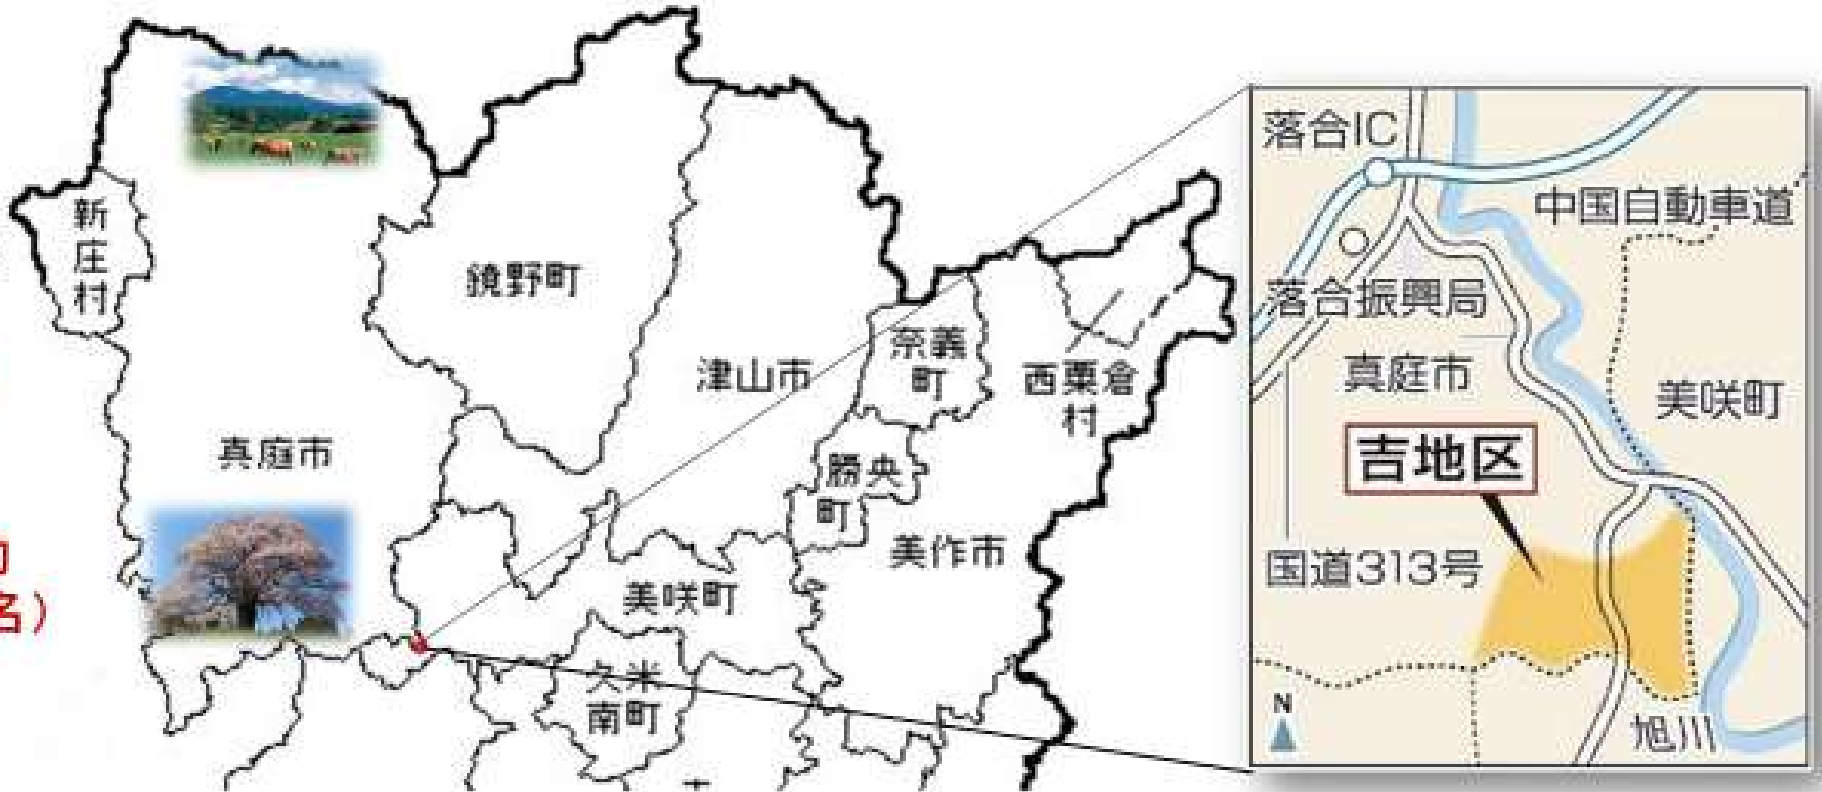 新
庄
村
鏡野町
津山市
奈義
町
西粟倉
村
真庭市
勝央
町
美作市
美咲町
久米
南町
名）
落合IC
中国自動車道
落合振興局
真庭市
美咲町
吉地区
国道313号
旭川
N